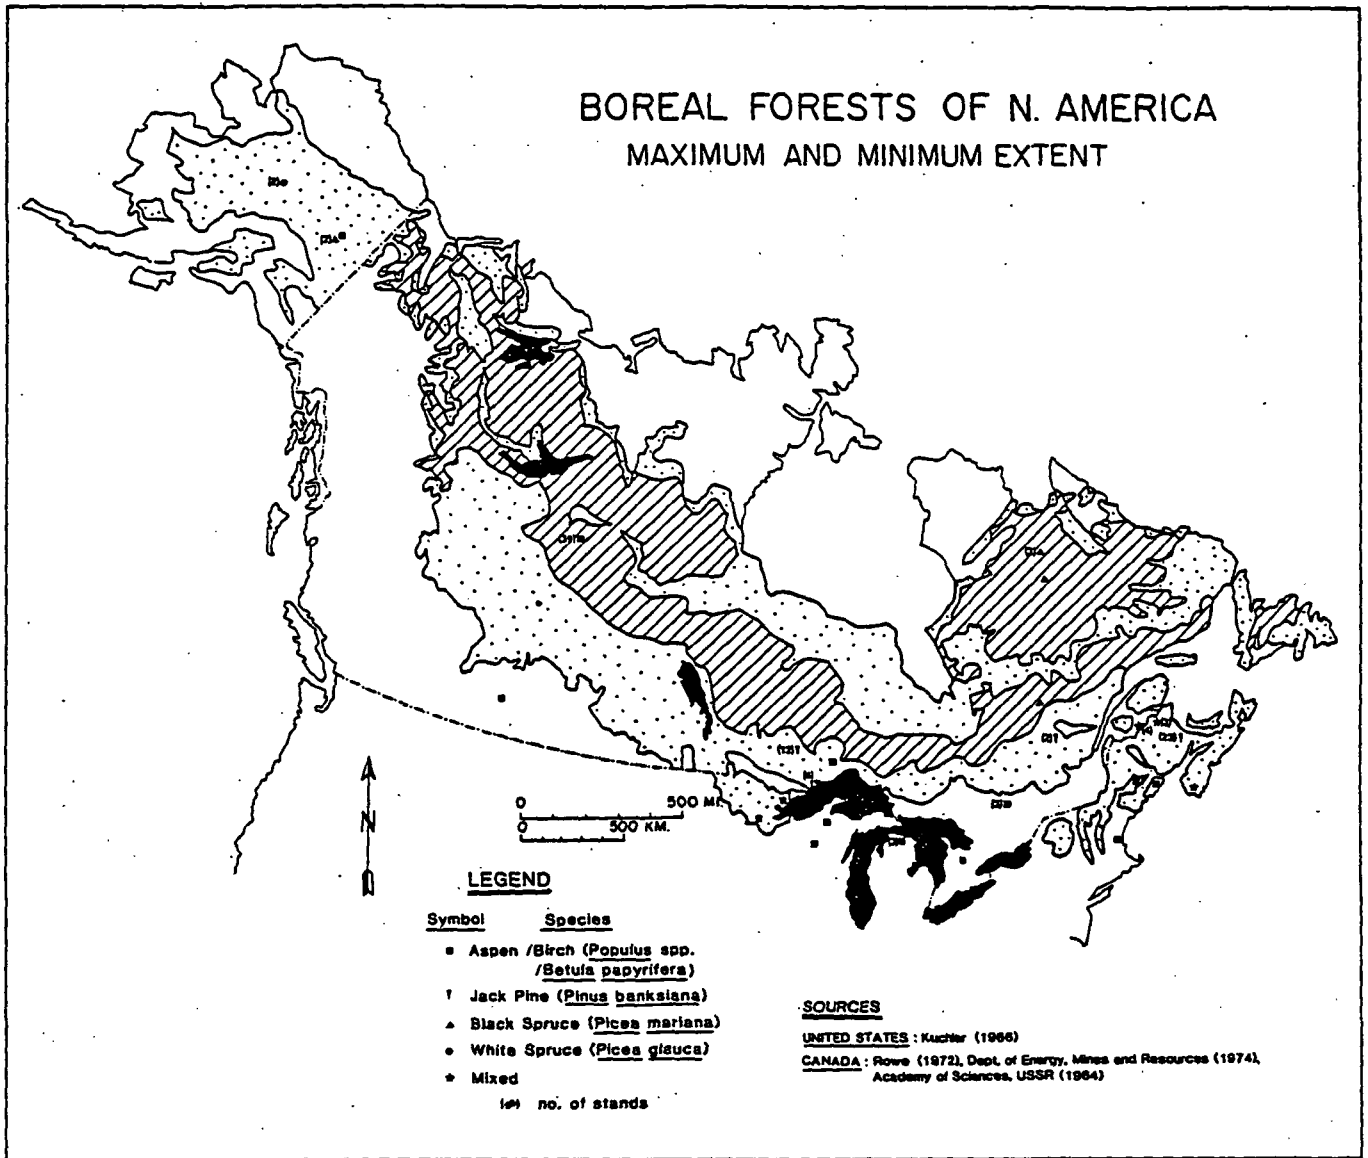 BOREAL FORESTS OF N. AMERICA
MAXIMUM AND MINIMUM EXTENT
N
0 500 MI.
0 500 KM.
LEGEND
Symbol Species
Aspen /Birch (Populus spp.
/Betula papyrifera)
Jack Pine (Pinus banksiana)
Black Spruce (Picea mariana)
White Spruce (Picea glauca)
Mixed
no. of stands
SOURCES
UNITED STATES : Kuchler (1966)
CANADA : Rowe (1972), Dept. of Energy, Mines and Resources (1974),
Academy of Sciences, USSR (1964)